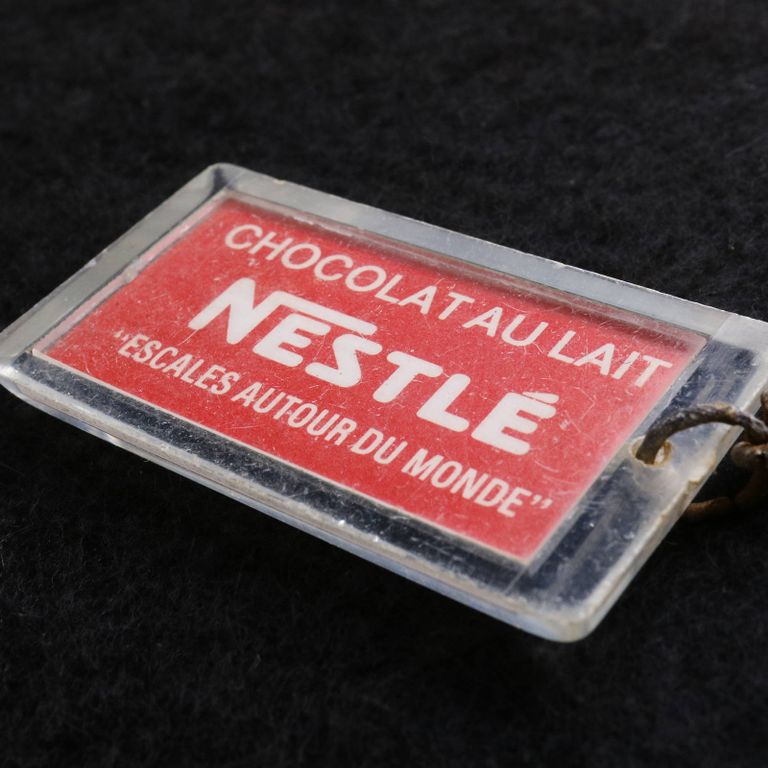 CHOCOLAT AU LAIT
NESTLÉ
"ESCALES AUTOUR DU MONDE"